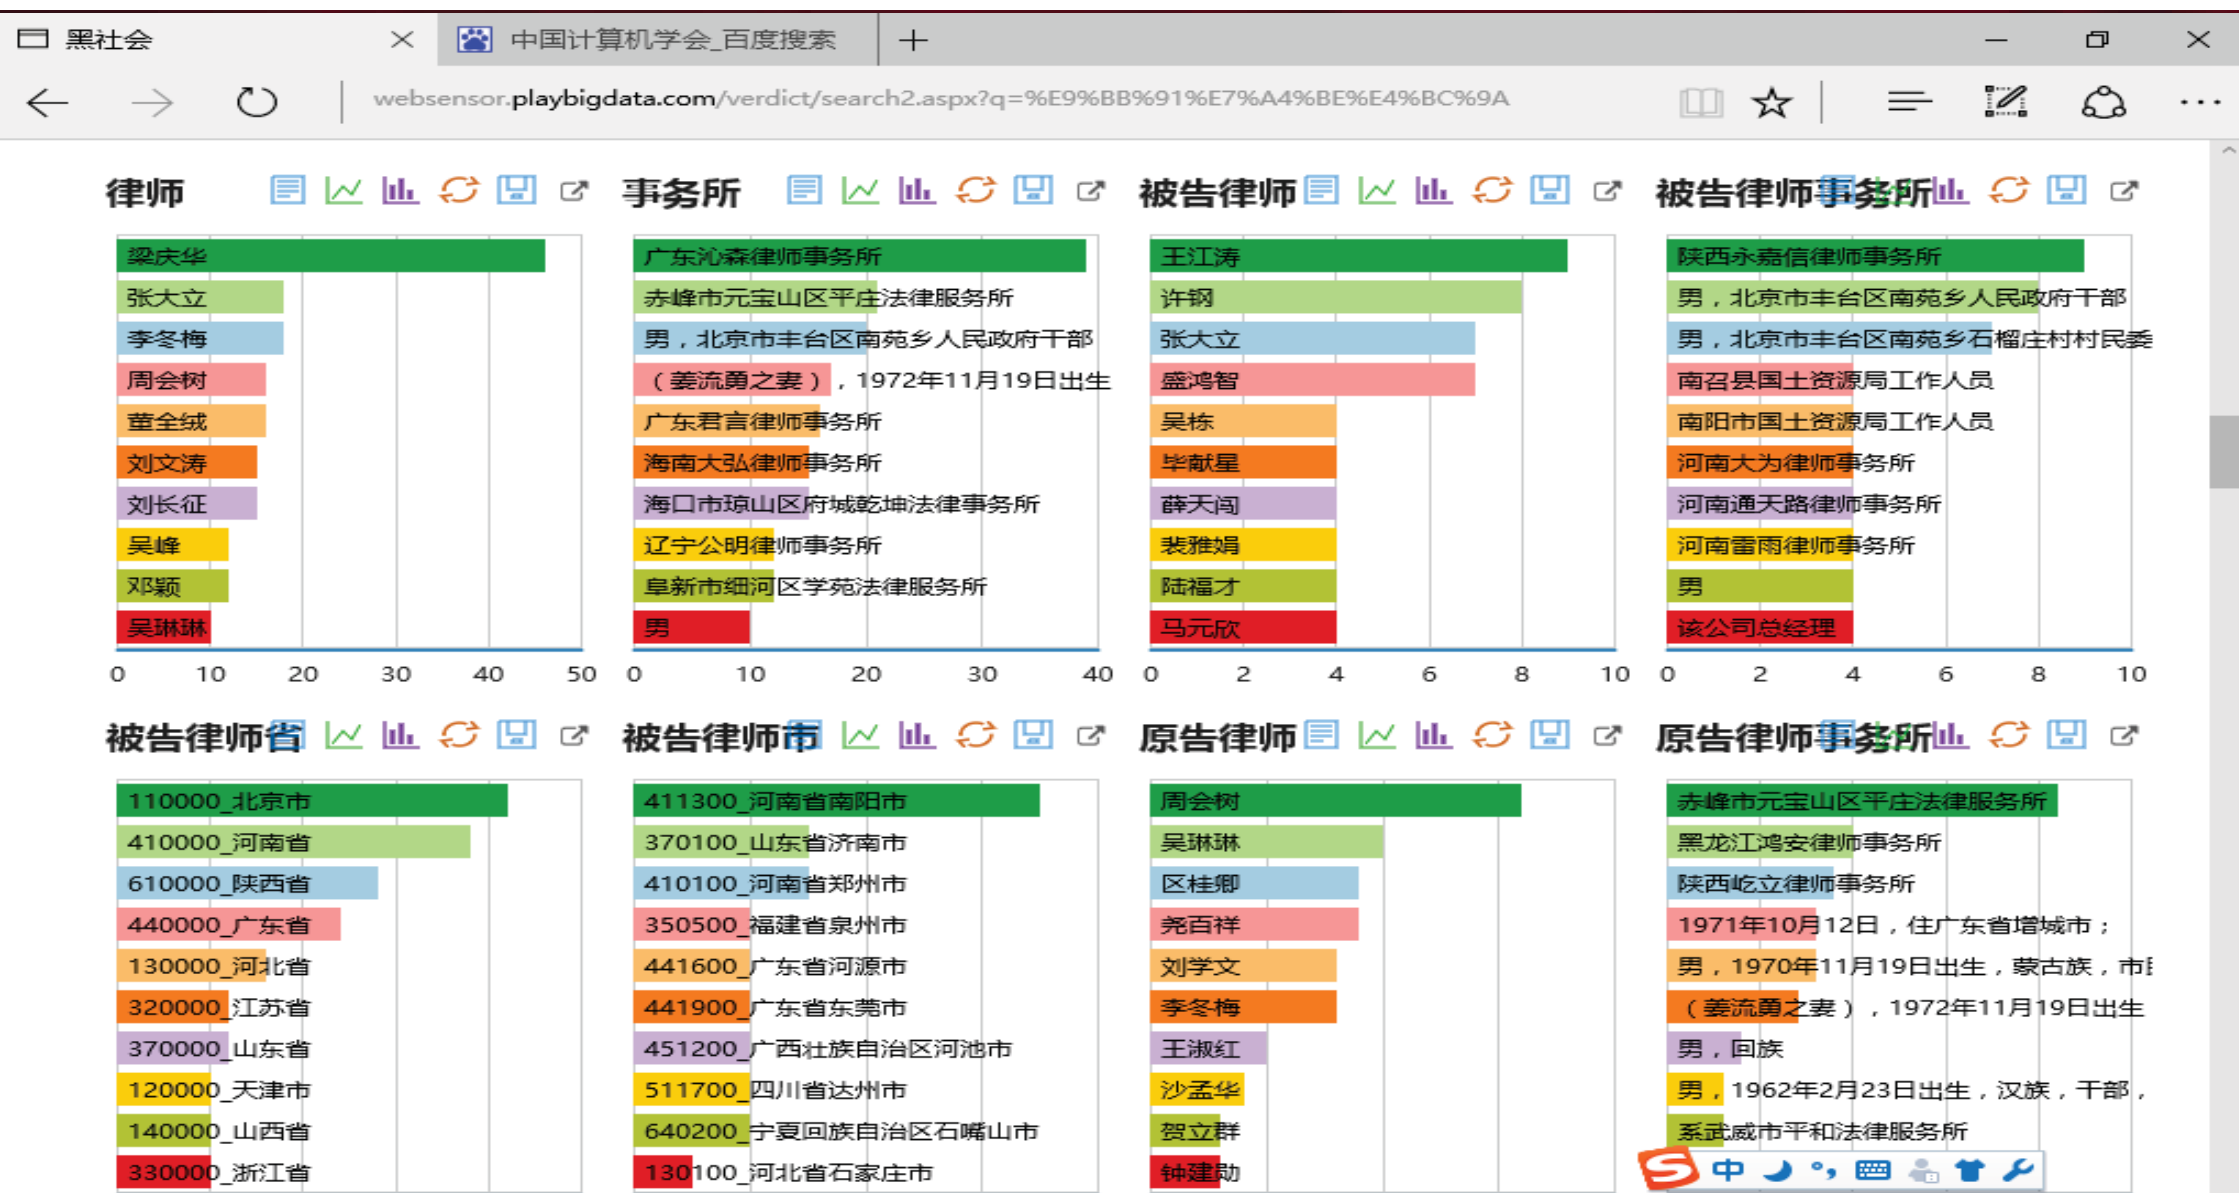 黑社会
中国计算机学会_百度搜索
websensor.playbigdata.com/verdict/search2.aspx?q=%E9%BB%91%E7%A4%BE%E4%BC%9A
律师
梁庆华
张大立
李冬梅
周会树
董全绒
刘文涛
刘长征
吴峰
邓颖
吴琳琳
0 10 20 30 40 50
事务所
广东沁森律师事务所
赤峰市元宝山区平庄法律服务所
男，北京市丰台区南苑乡人民政府干部
（姜流勇之妻），1972年11月19日出生
广东君言律师事务所
海南大弘律师事务所
海口市琼山区府城乾坤法律事务所
辽宁公明律师事务所
阜新市细河区学苑法律服务所
男
0 10 20 30 40
被告律师
王江涛
许钢
张大立
盛鸿智
吴栋
毕献星
薛天闯
裴雅娟
陆福才
马元欣
0 2 4 6 8 10
被告律师事务所
陕西永嘉信律师事务所
男，北京市丰台区南苑乡人民政府干部
男，北京市丰台区南苑乡石榴庄村村民委
南召县国土资源局工作人员
南阳市国土资源局工作人员
河南大为律师事务所
河南通天路律师事务所
河南雷雨律师事务所
男
该公司总经理
0 2 4 6 8 10
被告律师省
110000_北京市
410000_河南省
610000_陕西省
440000_广东省
130000_河北省
320000_江苏省
370000_山东省
120000_天津市
140000_山西省
330000_浙江省
被告律师市
411300_河南省南阳市
370100_山东省济南市
410100_河南省郑州市
350500_福建省泉州市
441600_广东省河源市
441900_广东省东莞市
451200_广西壮族自治区河池市
511700_四川省达州市
640200_宁夏回族自治区石嘴山市
130100_河北省石家庄市
原告律师
周会树
吴琳琳
区桂卿
尧百祥
刘学文
李冬梅
王淑红
沙孟华
贺立群
钟建勋
原告律师事务所
赤峰市元宝山区平庄法律服务所
黑龙江鸿安律师事务所
陕西屹立律师事务所
1971年10月12日，住广东省增城市；
男，1970年11月19日出生，蒙古族，市
（姜流勇之妻），1972年11月19日出生
男，回族
男，1962年2月23日出生，汉族，干部，
系武威市平和法律服务所
中